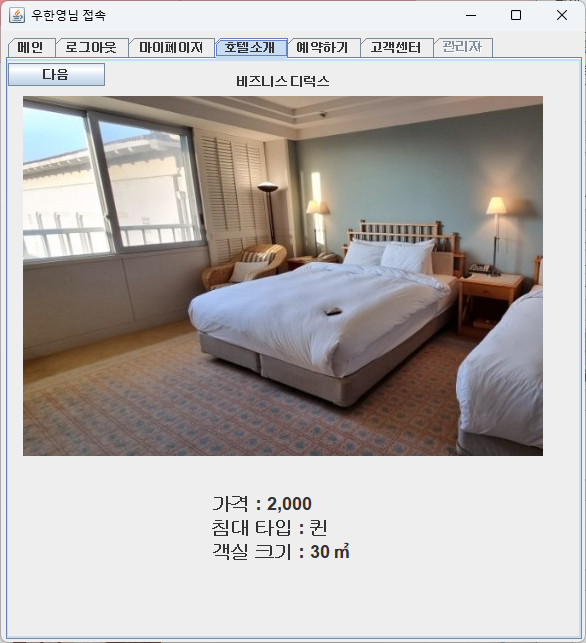 우한영님 접속
메인 로그아웃 마이페이지 호텔소개 예약하기 고객센터 관리자
다음
비즈니스 디럭스
가격 : 2,000
침대 타입 : 퀸
객실 크기 : 30 ㎡